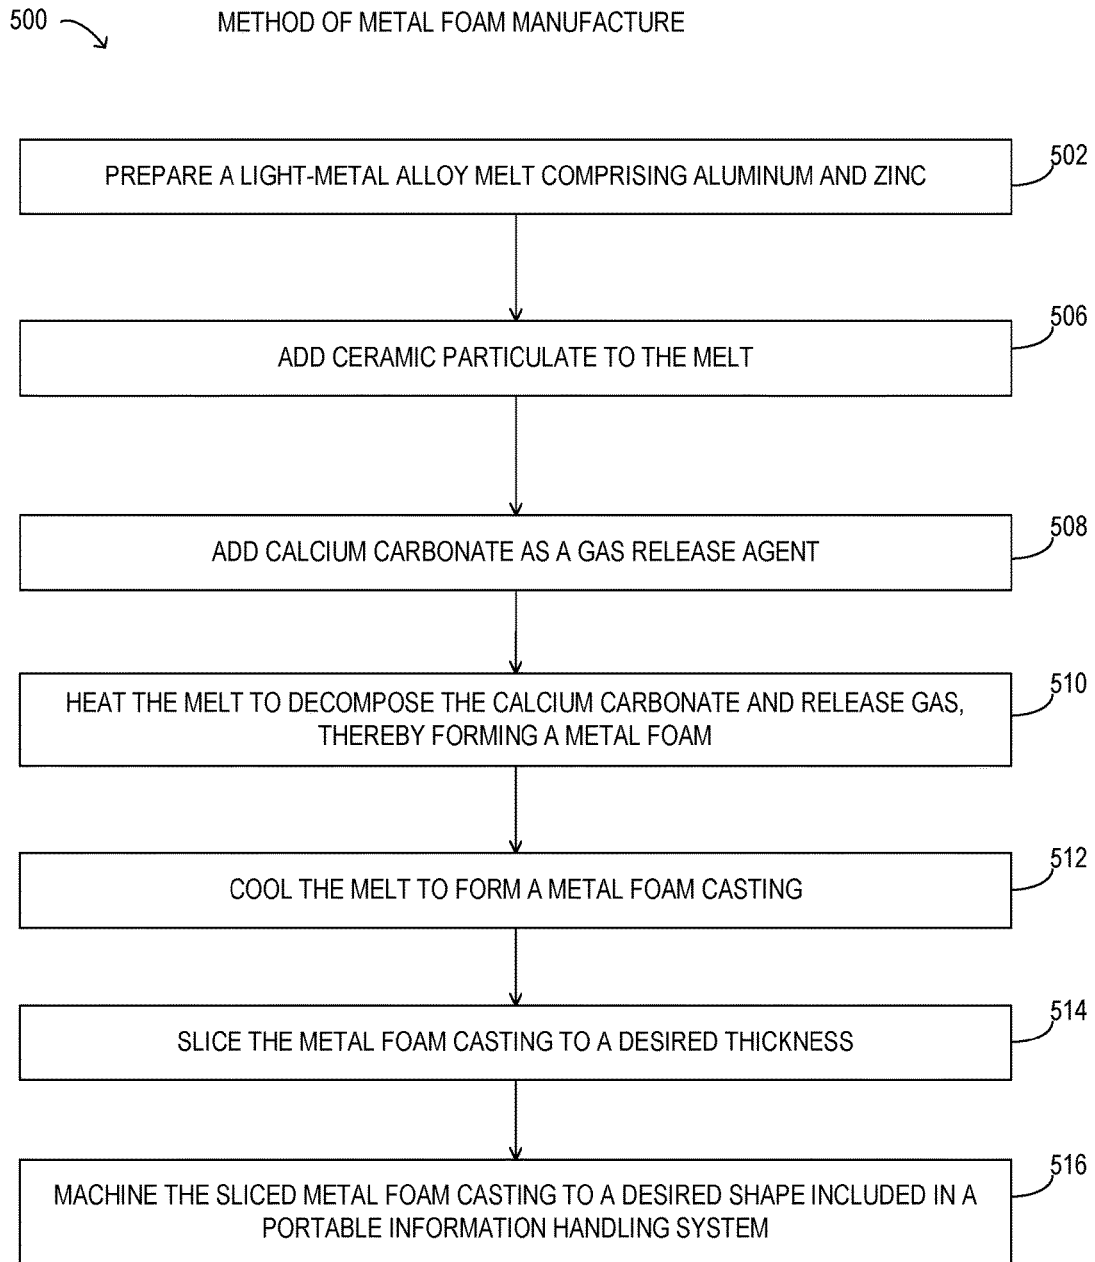 500
METHOD OF METAL FOAM MANUFACTURE
502
PREPARE A LIGHT-METAL ALLOY MELT COMPRISING ALUMINUM AND ZINC
506
ADD CERAMIC PARTICULATE TO THE MELT
508
ADD CALCIUM CARBONATE AS A GAS RELEASE AGENT
510
HEAT THE MELT TO DECOMPOSE THE CALCIUM CARBONATE AND RELEASE GAS,
THEREBY FORMING A METAL FOAM
512
COOL THE MELT TO FORM A METAL FOAM CASTING
514
SLICE THE METAL FOAM CASTING TO A DESIRED THICKNESS
516
MACHINE THE SLICED METAL FOAM CASTING TO A DESIRED SHAPE INCLUDED IN A
PORTABLE INFORMATION HANDLING SYSTEM